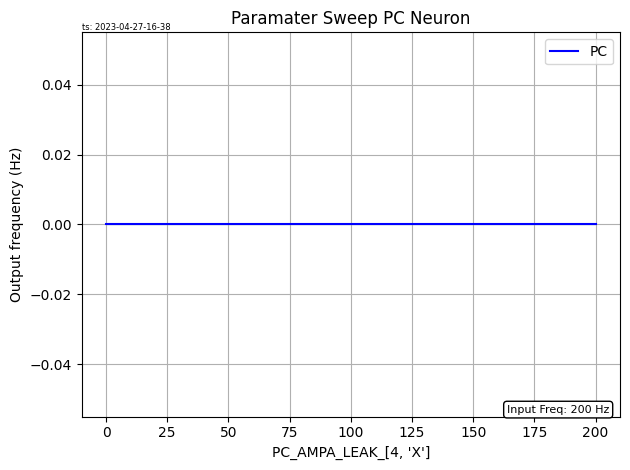 Paramater Sweep PC Neuron
ts: 2023-04-27-16-38
PC
0.04
0.02
0.00
−0.02
−0.04
Output frequency (Hz)
Input Freq: 200 Hz
0 25 50 75 100 125 150 175 200
PC_AMPA_LEAK_[4, 'X']